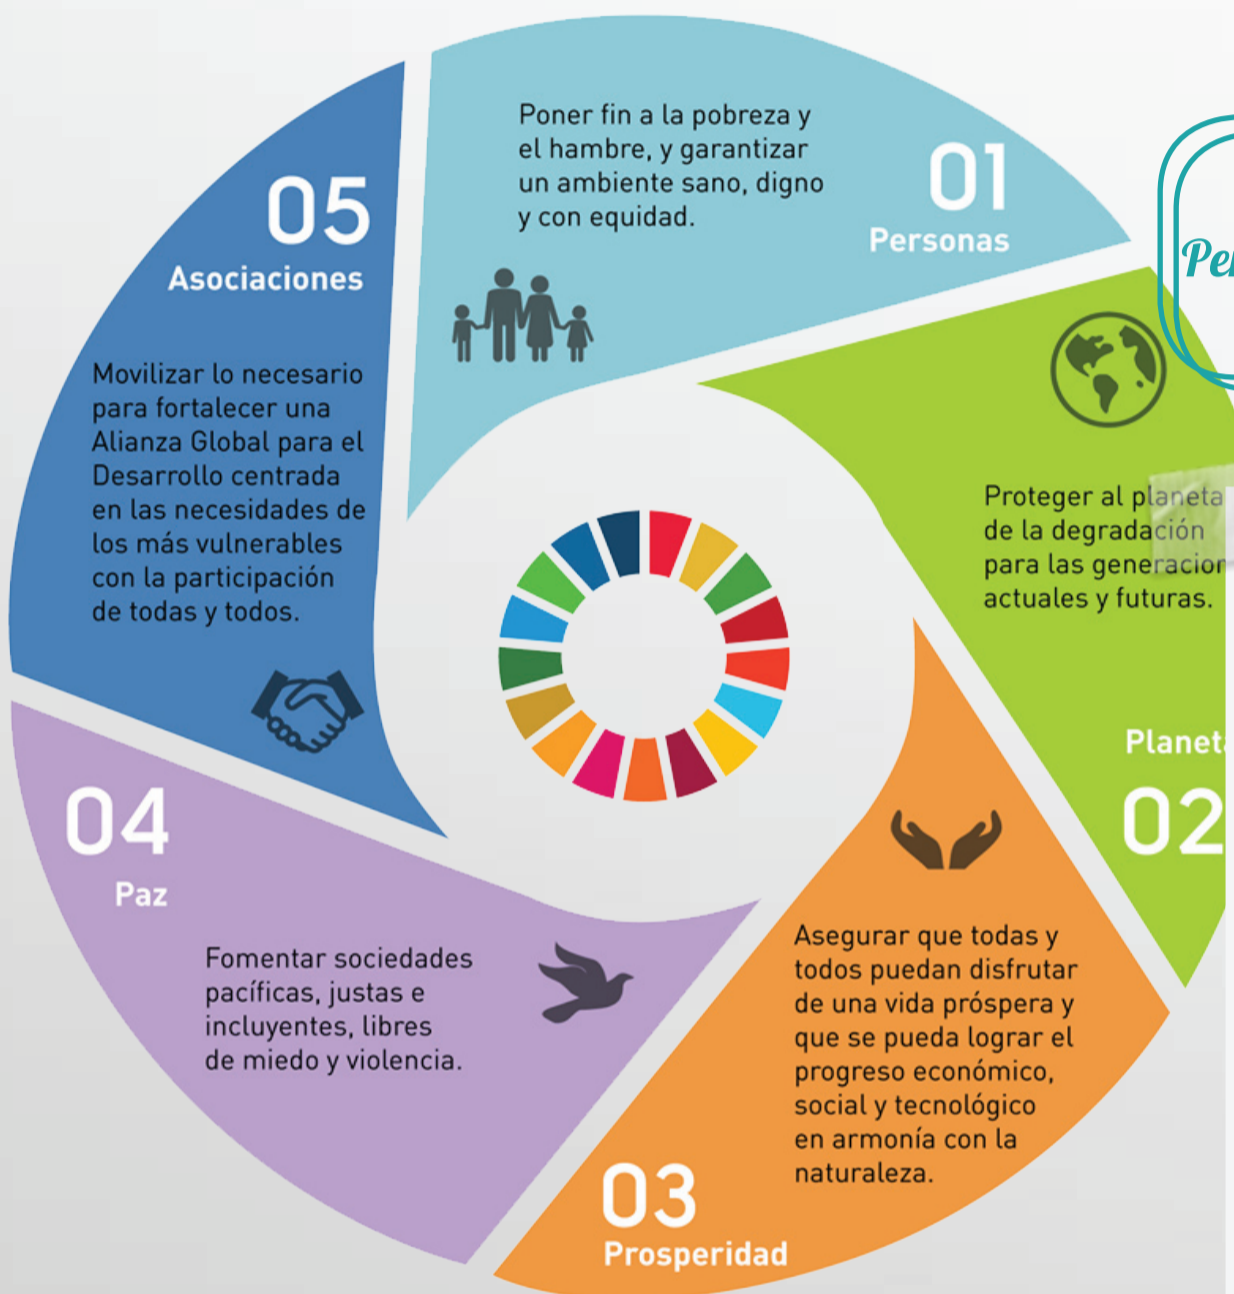 01
Personas
Poner fin a la pobreza y
el hambre, y garantizar
un ambiente sano, digno
y con equidad.
Proteger al planeta
de la degradación
para las
actuales y futuras.
02
03
Prosperidad
Asegurar que todas y
todos puedan disfrutar
de una vida próspera y
que se pueda lograr el
progreso económico,
social y tecnológico
en armonía con la
naturaleza.
04
Paz
Fomentar sociedades
pacíficas, justas e
incluyentes, libres
de miedo y violencia.
05
Asociaciones
Movilizar lo necesario
para fortalecer una
Alianza Global para el
Desarrollo centrada
en las necesidades de
los más vulnerables
con la participación
de todas y todos.